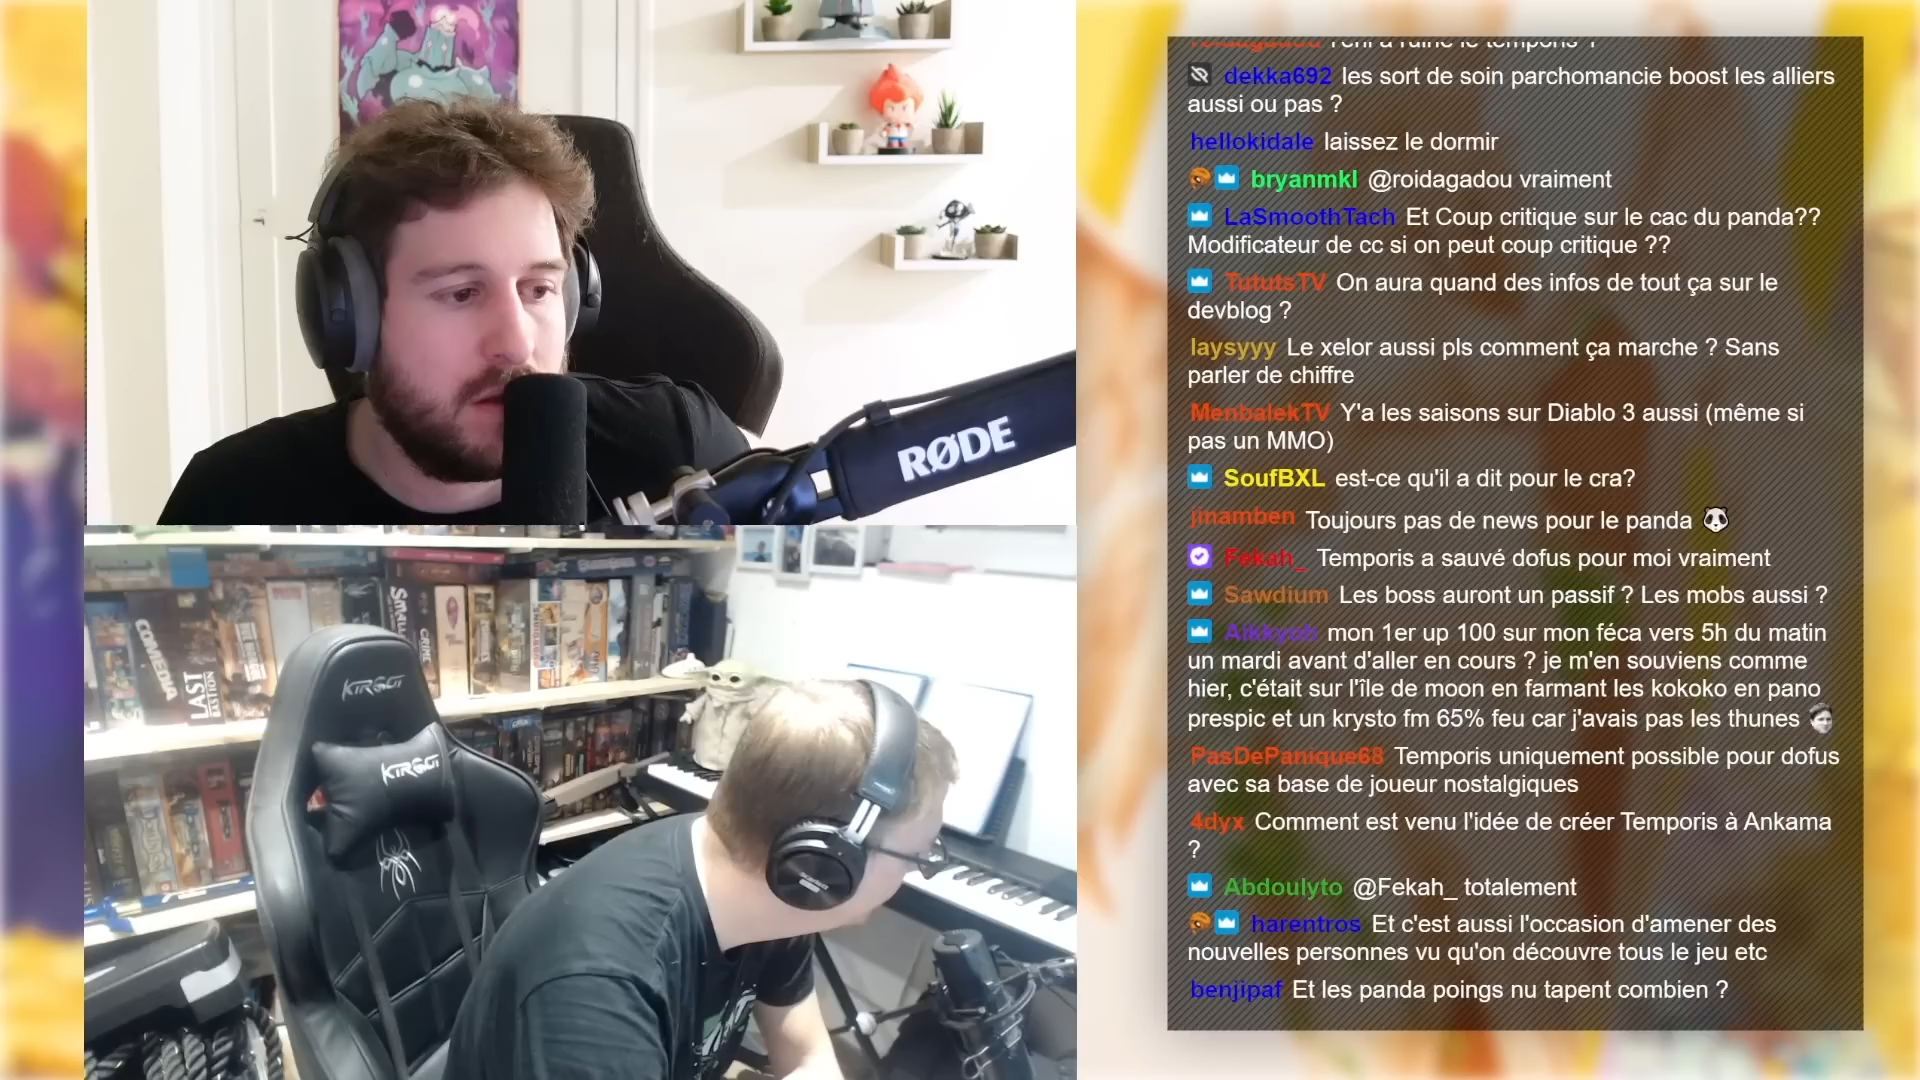 RØDE
COMEDIA
LAST
BASTION
SMALL
CRIME
KIRGUI
KIRGUI
roidagadou
dekka692 les sort de soin parchomancie boost les alliers
aussi ou pas ?
hellokidale laissez le dormir
bryanmkl @roidagadou vraiment
LaSmoothTach Et Coup critique sur le cac du panda??
Modificateur de cc si on peut coup critique ??
TututsTV On aura quand des infos de tout ça sur le
devblog ?
laysyyy Le xelor aussi pls comment ça marche ? Sans
parler de chiffre
MenbalekTV Y'a les saisons sur Diablo 3 aussi (même si
pas un MMO)
SoufBXL est-ce qu'il a dit pour le cra?
jinamben Toujours pas de news pour le panda
Fekah_ Temporis a sauvé dofus pour moi vraiment
Sawdium Les boss auront un passif ? Les mobs aussi ?
mon 1er up 100 sur mon féca vers 5h du matin
un mardi avant d'aller en cours ? je m'en souviens comme
hier, c'était sur l'île de moon en farmant les kokoko en pano
prespic et un krysto fm 65% feu car j'avais pas les thunes
PasDePanique68 Temporis uniquement possible pour dofus
avec sa base de joueur nostalgiques
4dyx Comment est venu l'idée de créer Temporis à Ankama
?
Abdoulyto @Fekah_ totalement
harentros Et c'est aussi l'occasion d'amener des
nouvelles personnes vu qu'on découvre tous le jeu etc
benjipaf Et les panda poings nu tapent combien ?